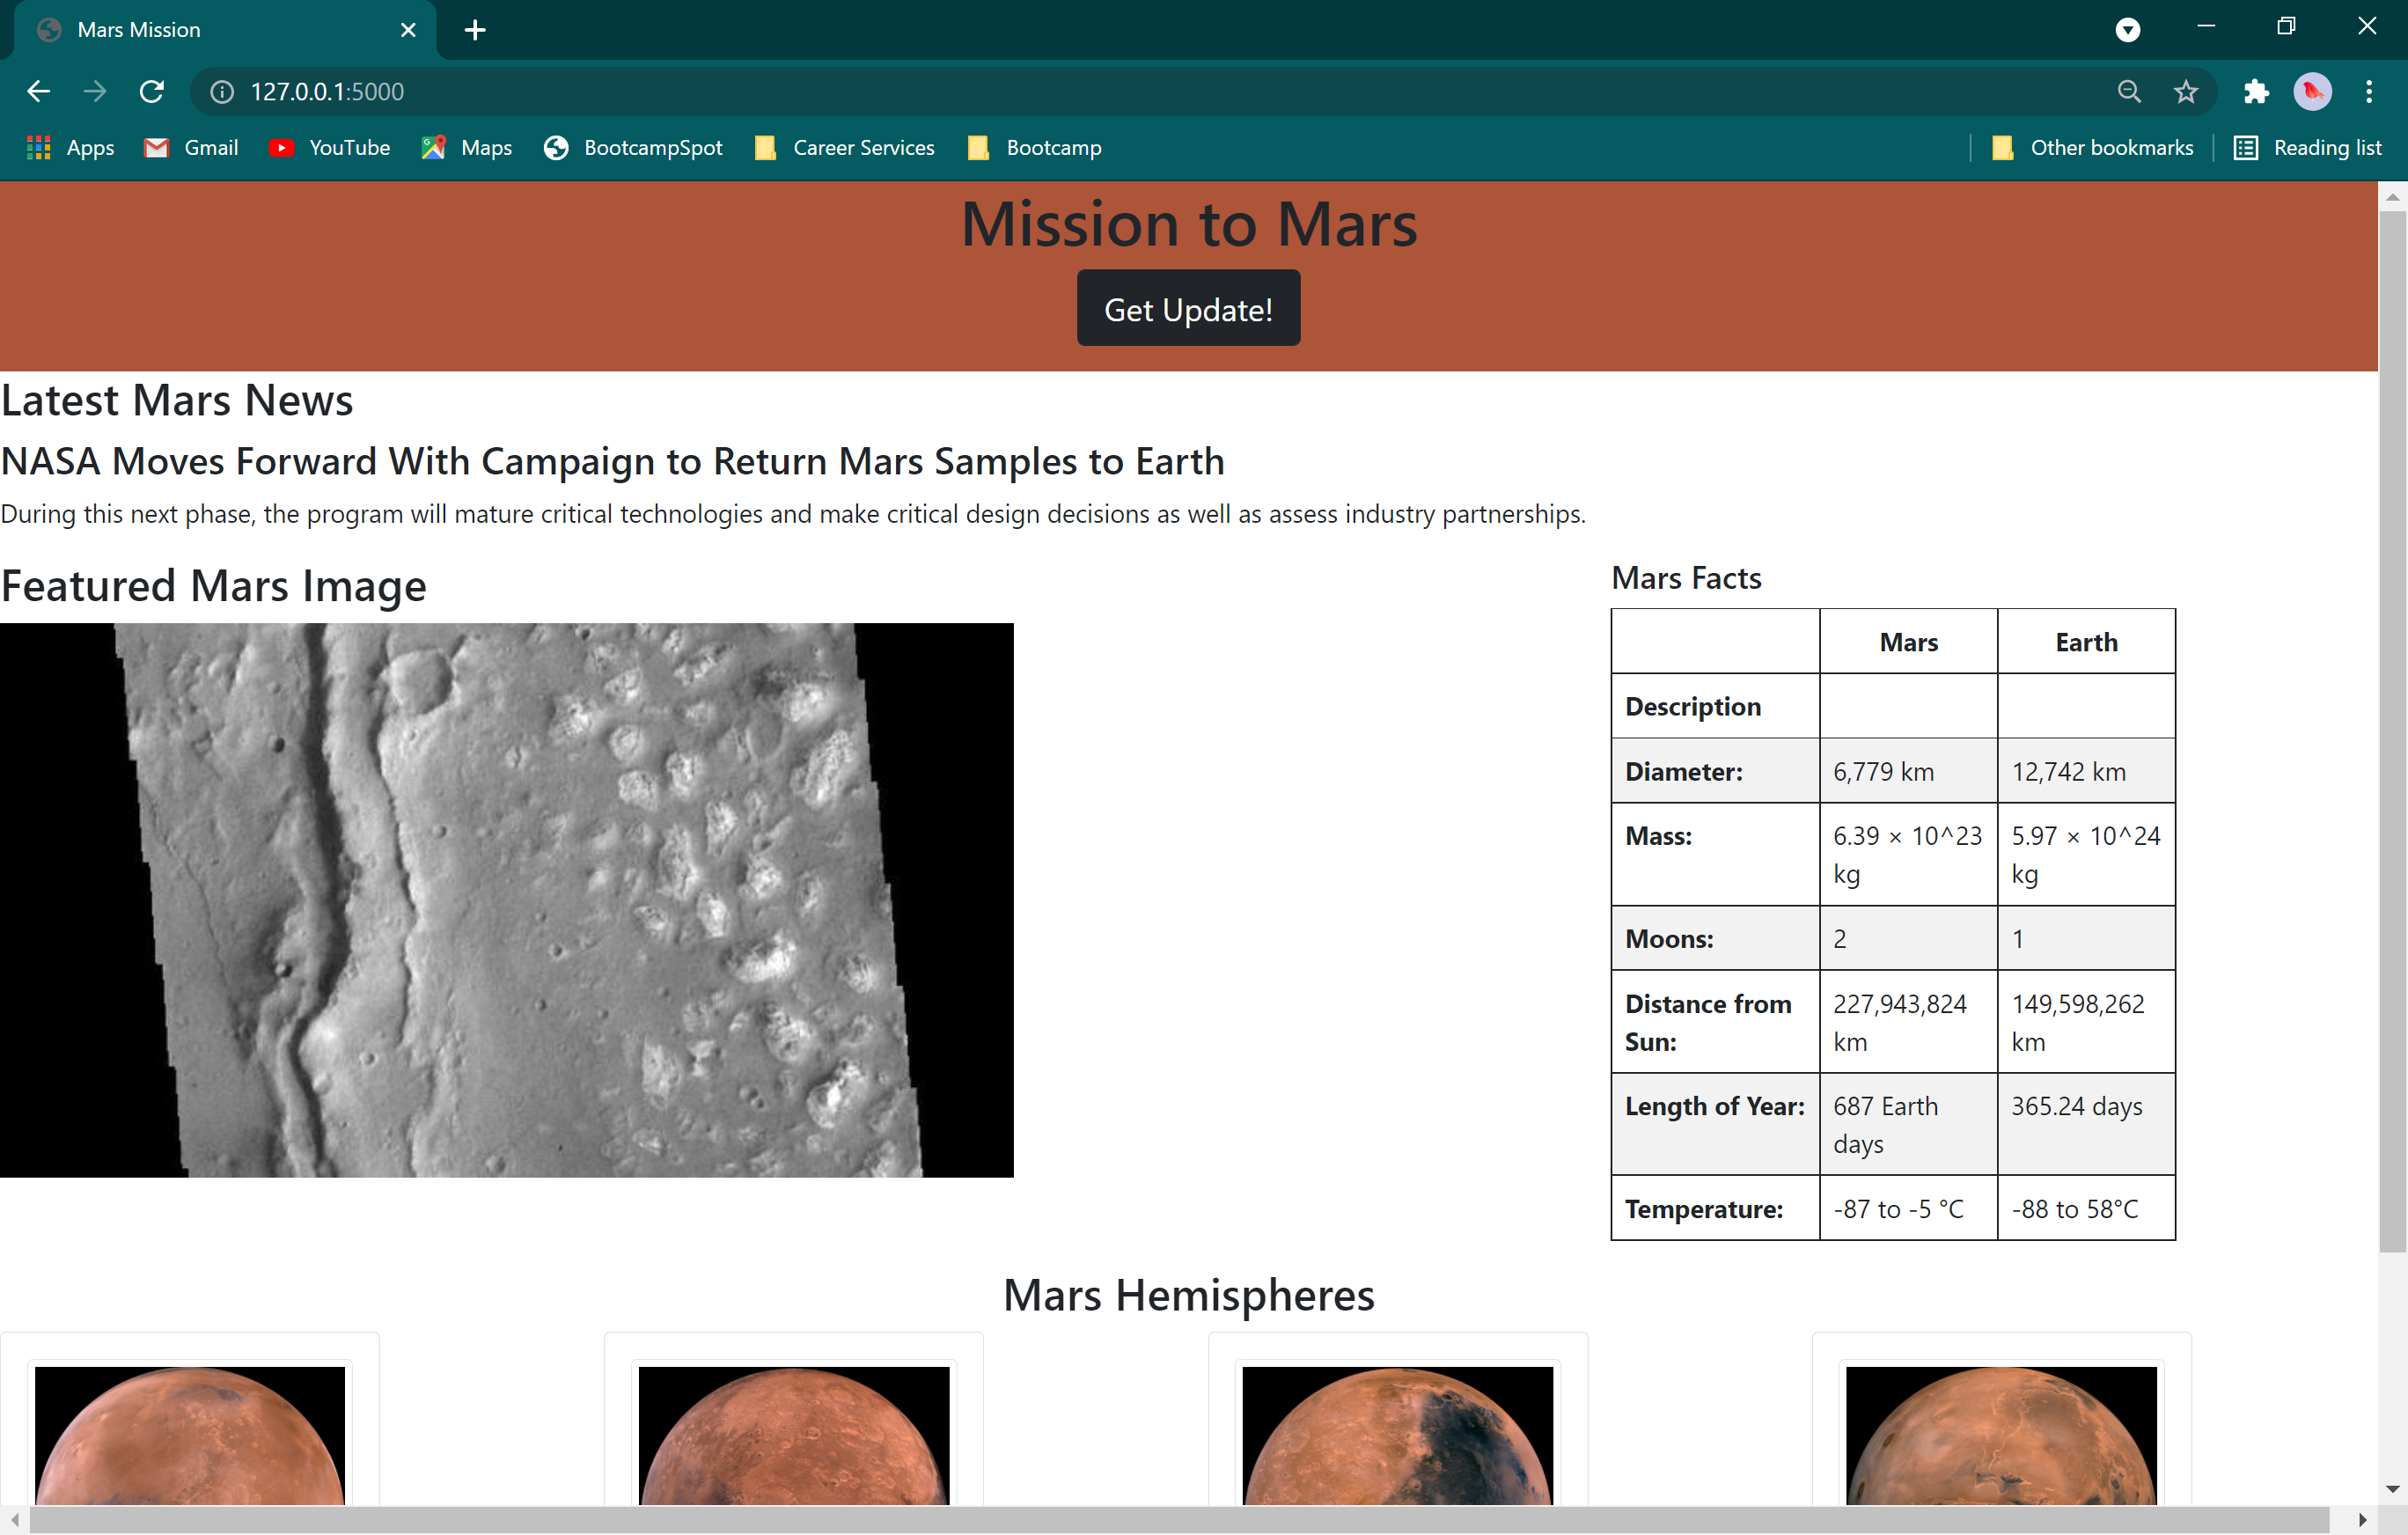 Mars Mission
127.0.0.1:5000
Apps Gmail YouTube Maps BootcampSpot Career Services Bootcamp Other bookmarks Reading list
Mission to Mars
Get Update!
Latest Mars News
NASA Moves Forward With Campaign to Return Mars Samples to Earth
During this next phase, the program will mature critical technologies and make critical design decisions as well as assess industry partnerships.
Featured Mars Image
Mars Facts
Mars Earth
Description
Diameter: 6,779 km 12,742 km
Mass: 6.39 × 10^23 kg 5.97 × 10^24 kg
Moons: 2 1
Distance from Sun: 227,943,824 km 149,598,262 km
Length of Year: 687 Earth days 365.24 days
Temperature: -87 to -5 °C -88 to 58°C
Mars Hemispheres